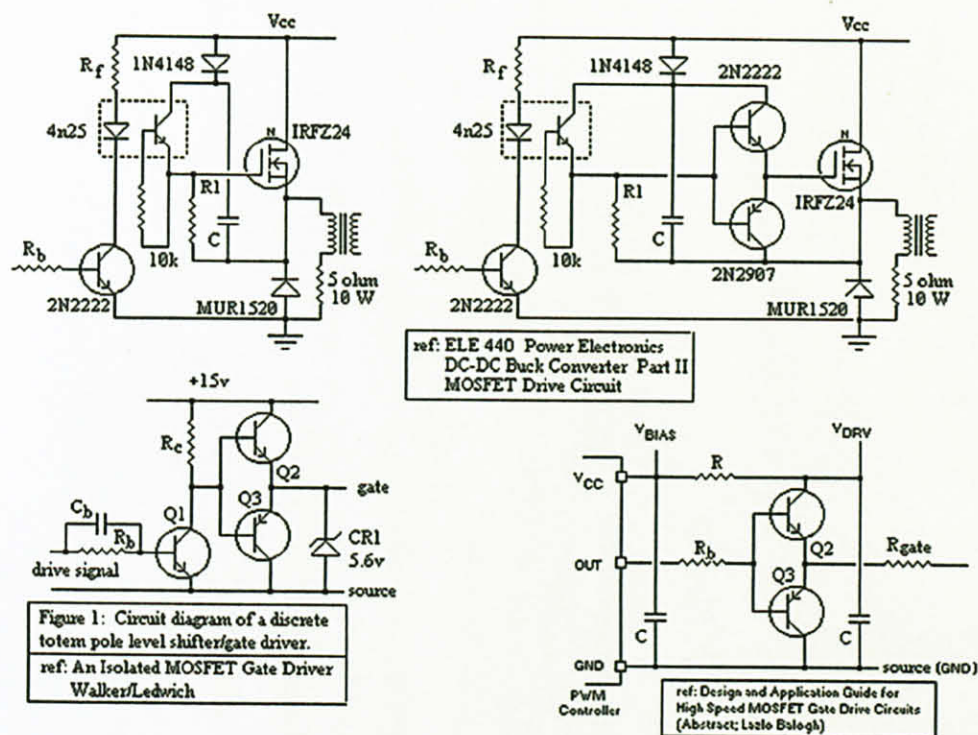 Vcc
Rf
1N4148
4n25
N
IRFZ24
R1
C
Rb
10k
2N2222
MUR1520
5 ohm
10 W
Vcc
Rf
1N4148
2N2222
4n25
N
R1
IRFZ24
C
Rb
10k
2N2907
2N2222
MUR1520
5 ohm
10 W
ref: ELE 440 Power Electronics
DC-DC Buck Converter Part II
MOSFET Drive Circuit
+15v
Rc
Q2
gate
Cb
Q1
Q3
Rb
CR1
5.6v
drive signal
source
Figure 1: Circuit diagram of a discrete
totem pole level shifter/gate driver.
ref: An Isolated MOSFET Gate Driver
Walker/Ledwich
VBIAS
VDRV
VCC
R
OUT
Rb
Q2
Rgate
Q3
C
C
GND
source (GND)
PWM
Controller
ref: Design and Application Guide for
High Speed MOSFET Gate Drive Circuits
(Abstract; Lazlo Balogh)